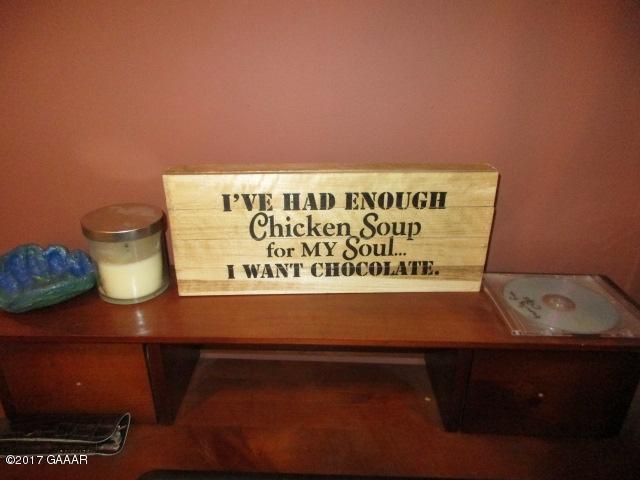 I'VE HAD ENOUGH
Chicken Soup
for MY Soul...
I WANT CHOCOLATE.
©2017 GAAAR